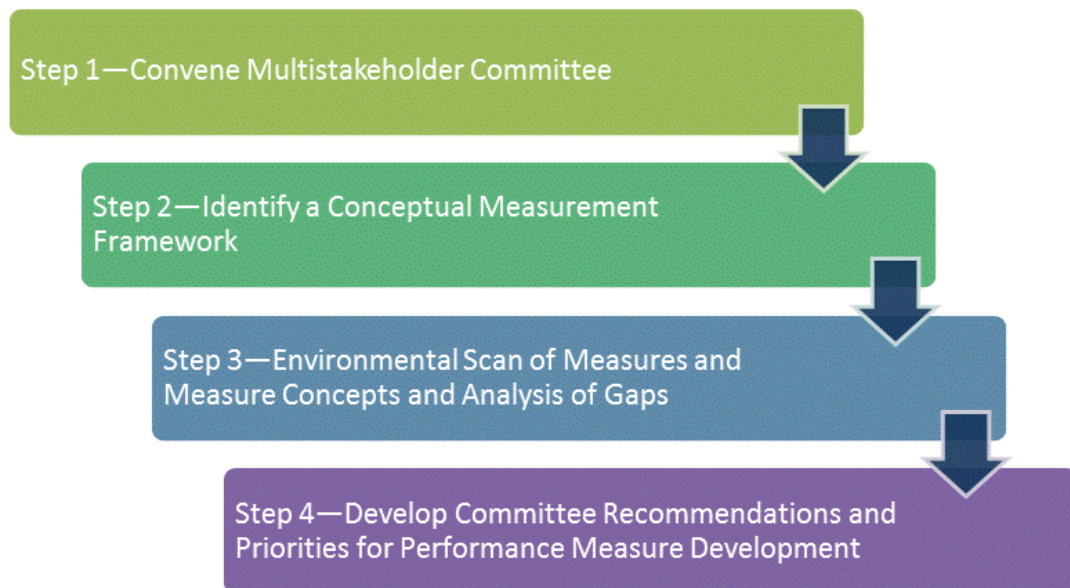 Step 1—Convene Multistakeholder Committee
Step 2—Identify a Conceptual Measurement
Framework
Step 3—Environmental Scan of Measures and
Measure Concepts and Analysis of Gaps
Step 4—Develop Committee Recommendations and
Priorities for Performance Measure Development